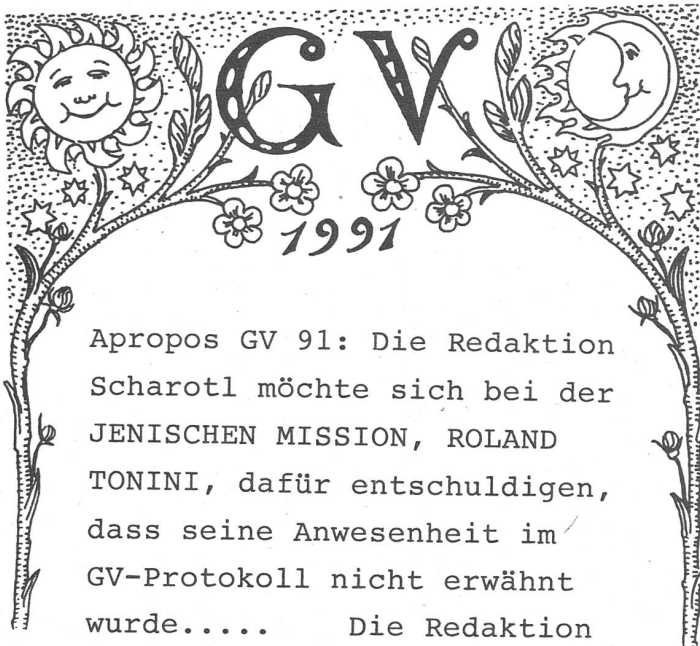 GV
1991
Apropos GV 91: Die Redaktion
Scharotl möchte sich bei der
JENISCHEN MISSION, ROLAND
TONINI, dafür entschuldigen,
dass seine Anwesenheit im
GV-Protokoll nicht erwähnt
wurde..... Die Redaktion